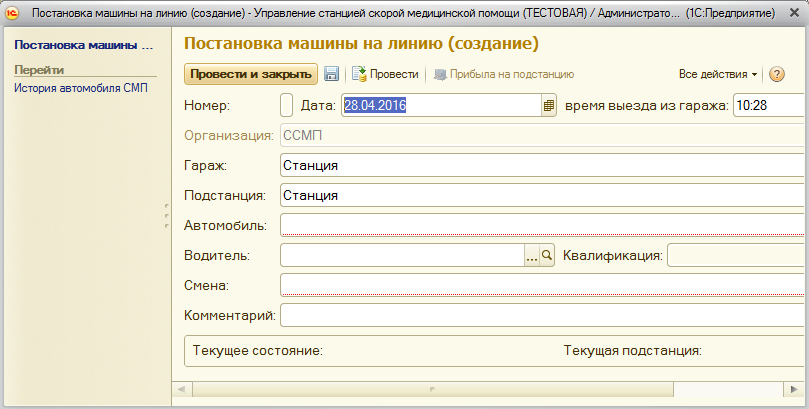 Постановка машины на линию (создание) - Управление станцией скорой медицинской помощи (ТЕСТОВАЯ) / Администрато... (1С:Предприятие)
Постановка машины ...
Перейти
История автомобиля СМП
Постановка машины на линию (создание)
Провести и закрыть Провести Прибыла на подстанцию Все действия ?
Номер: Дата: 28.04.2016 время выезда из гаража: 10:28
Организация: ССМП
Гараж: Станция
Подстанция: Станция
Автомобиль:
Водитель: ... Квалификация:
Смена:
Комментарий:
Текущее состояние: Текущая подстанция: